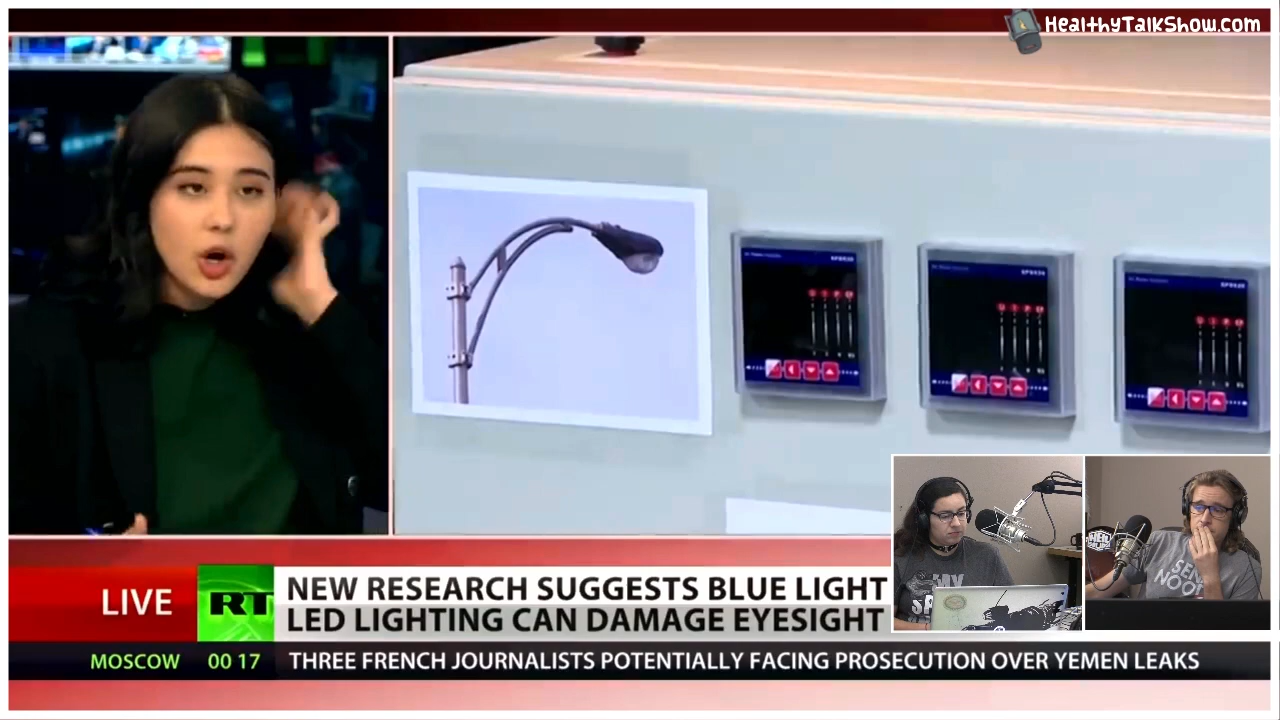 HealthyTalkShow.com
LIVE
RT
NEW RESEARCH SUGGESTS BLUE LIGHT
LED LIGHTING CAN DAMAGE EYESIGHT
MOSCOW 00 17
THREE FRENCH JOURNALISTS POTENTIALLY FACING PROSECUTION OVER YEMEN LEAKS
MY